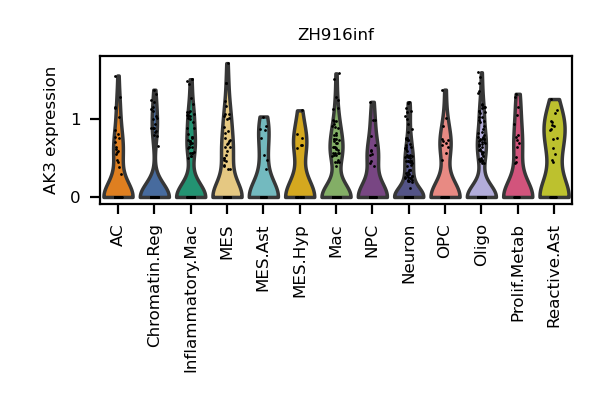 ZH916inf
AK3 expression
1
0
AC
Chromatin.Reg
Inflammatory.Mac
MES
MES.Ast
MES.Hyp
Mac
NPC
Neuron
OPC
Oligo
Prolif.Metab
Reactive.Ast